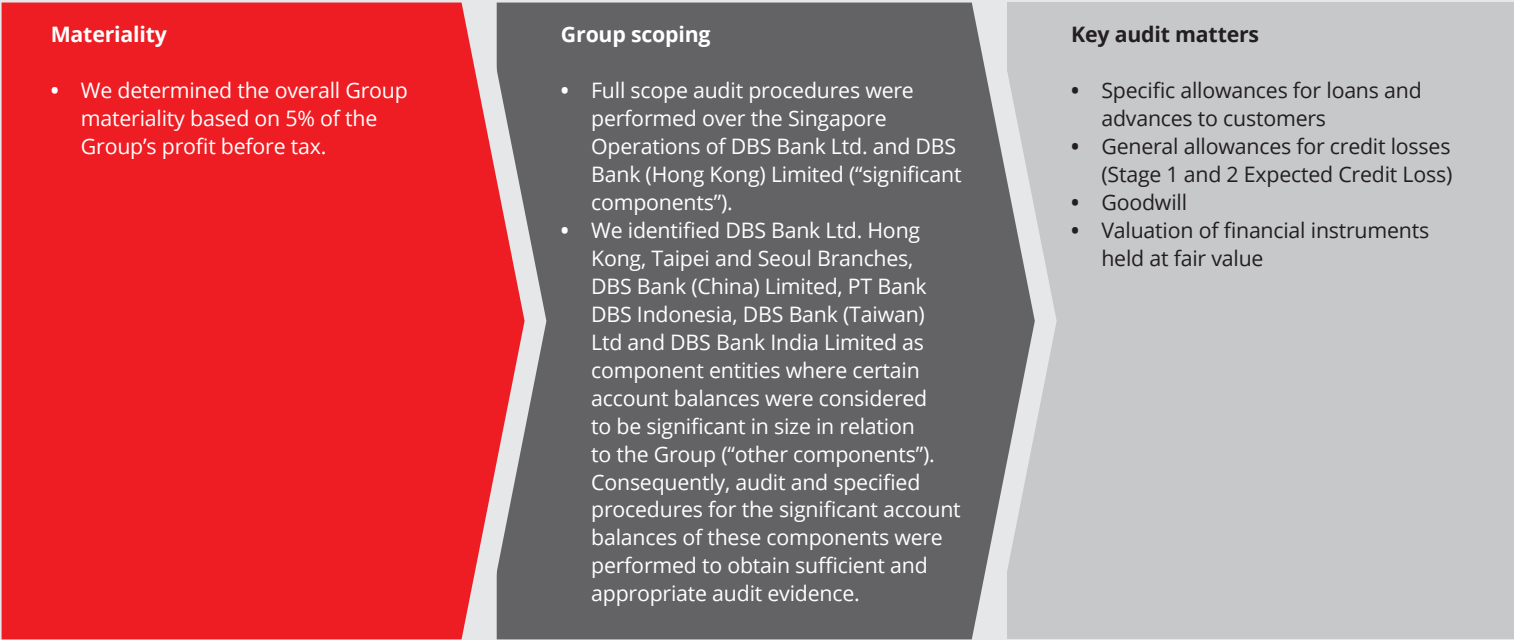 Materiality
• We determined the overall Group
materiality based on 5% of the
Group’s profit before tax.
Group scoping
• Full scope audit procedures were
performed over the Singapore
Operations of DBS Bank Ltd. and DBS
Bank (Hong Kong) Limited (“significant
components”).
• We identified DBS Bank Ltd. Hong
Kong, Taipei and Seoul Branches,
DBS Bank (China) Limited, PT Bank
DBS Indonesia, DBS Bank (Taiwan)
Ltd and DBS Bank India Limited as
component entities where certain
account balances were considered
to be significant in size in relation
to the Group (“other components”).
Consequently, audit and specified
procedures for the significant account
balances of these components were
performed to obtain sufficient and
appropriate audit evidence.
Key audit matters
• Specific allowances for loans and
advances to customers
• General allowances for credit losses
(Stage 1 and 2 Expected Credit Loss)
• Goodwill
• Valuation of financial instruments
held at fair value